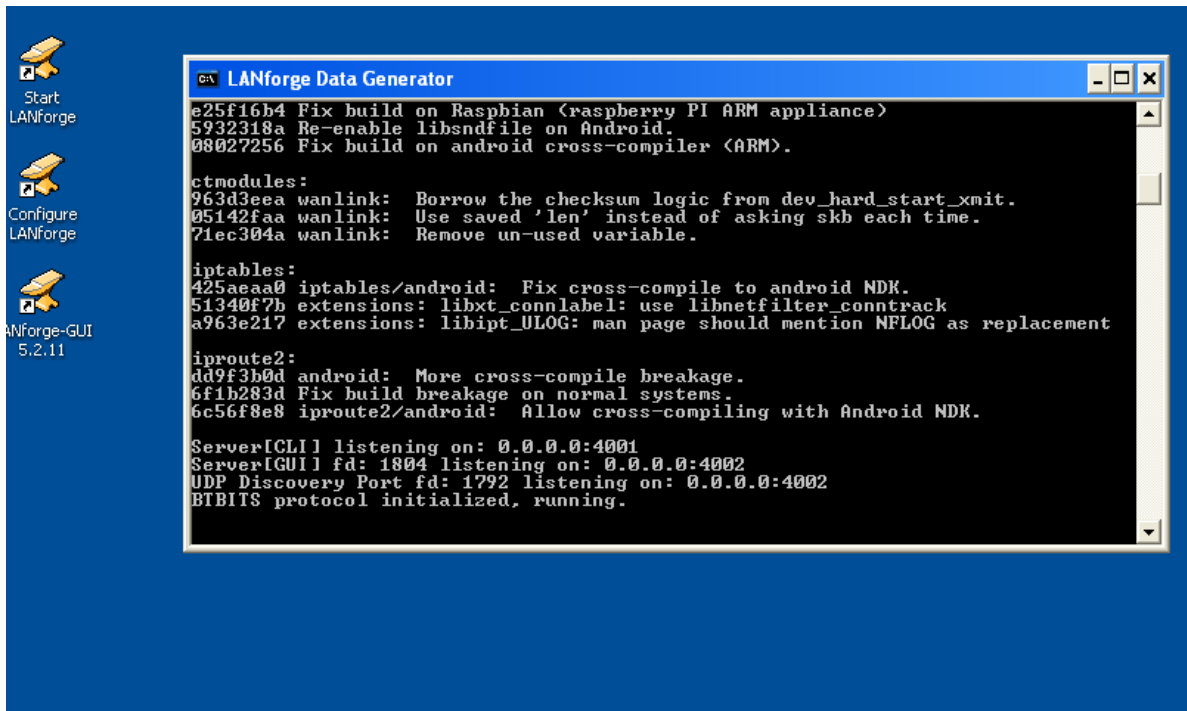 Start
LANforge
Configure
LANforge
ANforge-GUI
5.2.11
C:\ LANforge Data Generator
e25f16b4 Fix build on Raspbian (raspberry PI ARM appliance)
5932318a Re-enable libsndfile on Android.
08027256 Fix build on android cross-compiler (ARM).
ctmodules:
963d3eea wanlink:  Borrow the checksum logic from dev_hard_start_xmit.
05142faa wanlink:  Use saved 'len' instead of asking skb each time.
71ec304a wanlink:  Remove un-used variable.
iptables:
425aeaa0 iptables/android:  Fix cross-compile to android NDK.
51340f7b extensions: libxt_connlabel: use libnetfilter_conntrack
a963e217 extensions: libipt_ULOG: man page should mention NFLOG as replacement
iproute2:
dd9f3b0d android:  More cross-compile breakage.
6f1b283d Fix build breakage on normal systems.
6c56f8e8 iproute2/android:  Allow cross-compiling with Android NDK.
Server[CLI] listening on: 0.0.0.0:4001
Server[GUI] fd: 1804 listening on: 0.0.0.0:4002
UDP Discovery Port fd: 1792 listening on: 0.0.0.0:4002
BTBITS protocol initialized, running.